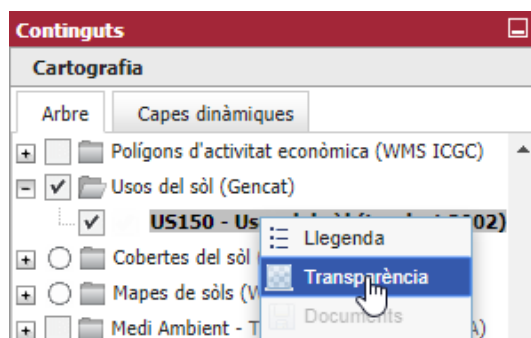 Continguts
Cartografia
Arbre Capes dinàmiques
Polígons d'activitat econòmica (WMS ICGC)
Usos del sòl (Gencat)
US150 - Us 2002)
Llegenda
Cobertes del sòl
Transparència
Mapes de sòls
Documents
Medi Ambient - T A)